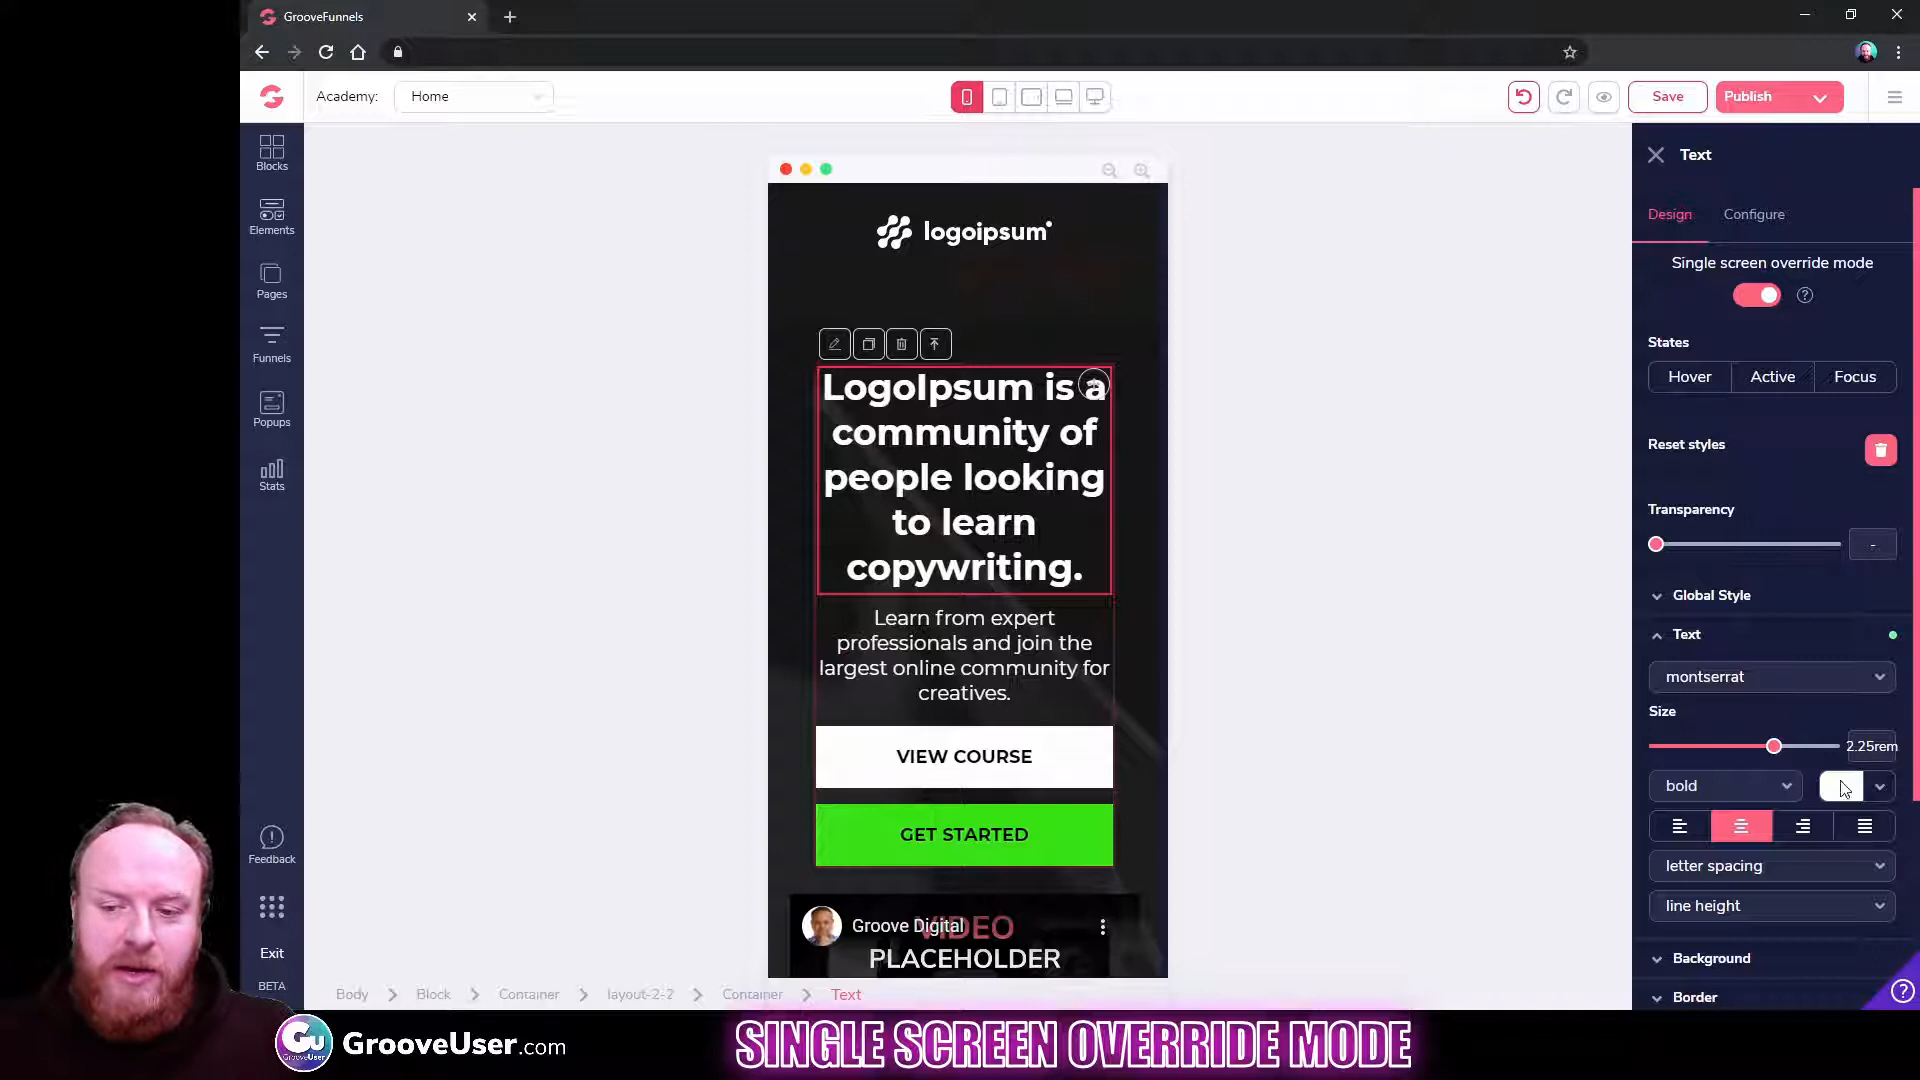 GrooveFunnels
Academy:
Home
Save
Publish
Blocks
Elements
Pages
Funnels
Popups
Stats
Feedback
Exit
BETA
logoipsum
LogoIpsum is a
community of
people looking
to learn
copywriting.
Learn from expert
professionals and join the
largest online community for
creatives.
VIEW COURSE
GET STARTED
Groove Digital
VIDEO
PLACEHOLDER
Body
Block
Container
layout-2-2
Container
Text
Text
Design
Configure
Single screen override mode
?
States
Hover
Active
Focus
Reset styles
Transparency
-
Global Style
Text
montserrat
Size
2.25rem
bold
letter spacing
line height
Background
Border
?
Gu
GrooveUser
GrooveUser.com
SINGLE SCREEN OVERRIDE MODE